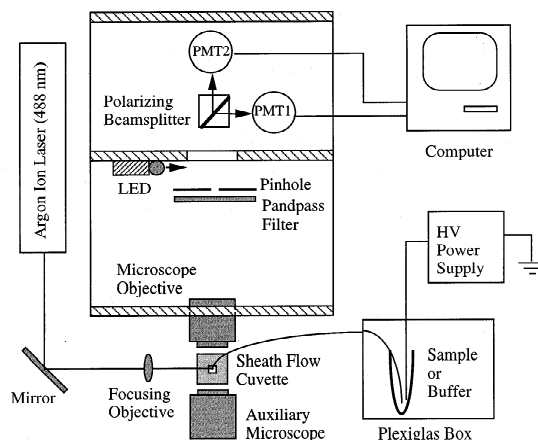 Argon Ion Laser (488 nm)
PMT2
Polarizing
Beamsplitter
PMT1
Computer
LED
Pinhole
Pandpass
Filter
HV
Power
Supply
Microscope
Objective
Sheath Flow
Cuvette
Sample
or
Buffer
Mirror
Focusing
Objective
Auxiliary
Microscope
Plexiglas Box